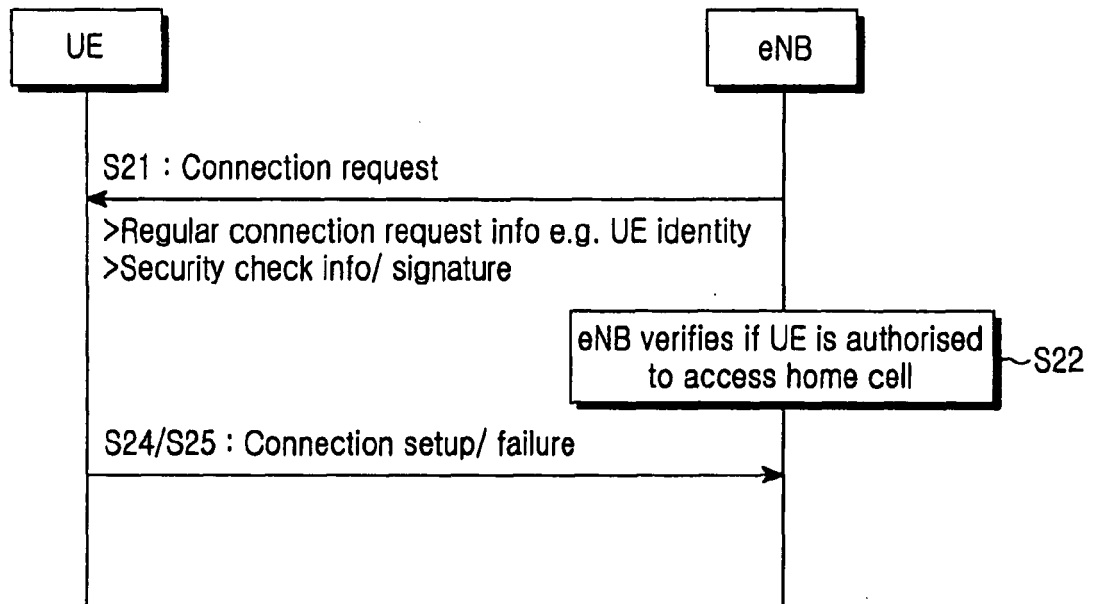 UE
eNB
S21 : Connection request
>Regular connection request info e.g. UE identity
>Security check info/ signature
eNB verifies if UE is authorised
to access home cell
S22
S24/S25 : Connection setup/ failure